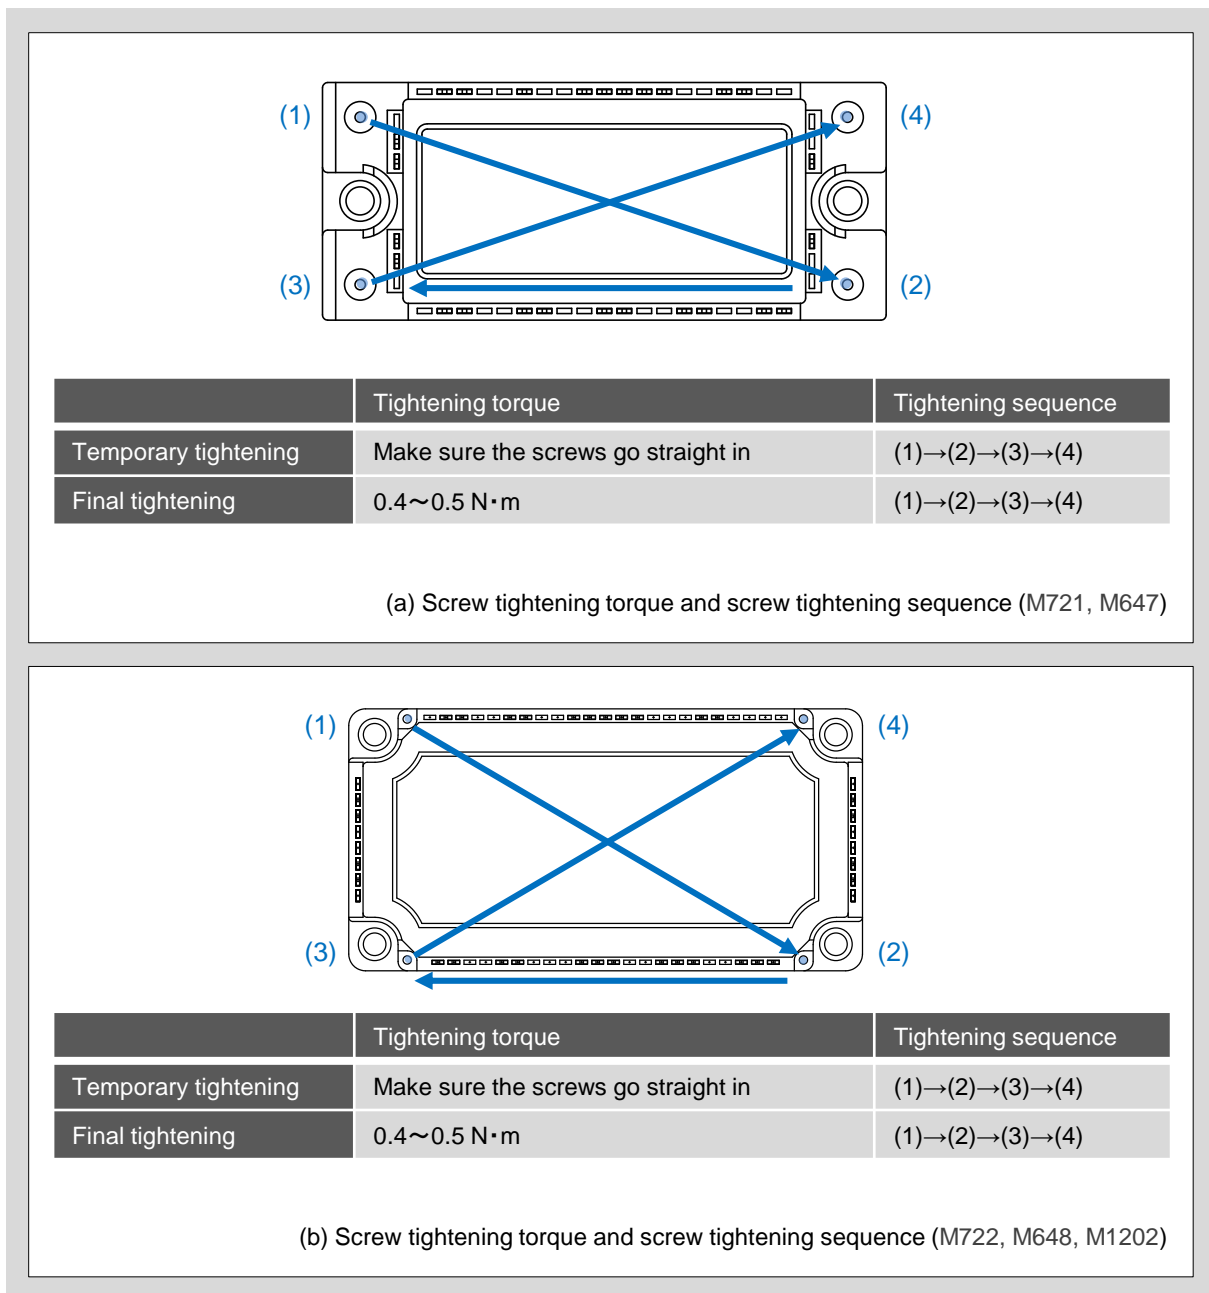 (1)
(4)
(3)
(2)
Tightening torque Tightening sequence
Temporary tightening Make sure the screws go straight in (1)→(2)→(3)→(4)
Final tightening 0.4～0.5 N・m (1)→(2)→(3)→(4)
(a) Screw tightening torque and screw tightening sequence (M721, M647)
(1)
(4)
(3)
(2)
Tightening torque Tightening sequence
Temporary tightening Make sure the screws go straight in (1)→(2)→(3)→(4)
Final tightening 0.4～0.5 N・m (1)→(2)→(3)→(4)
(b) Screw tightening torque and screw tightening sequence (M722, M648, M1202)